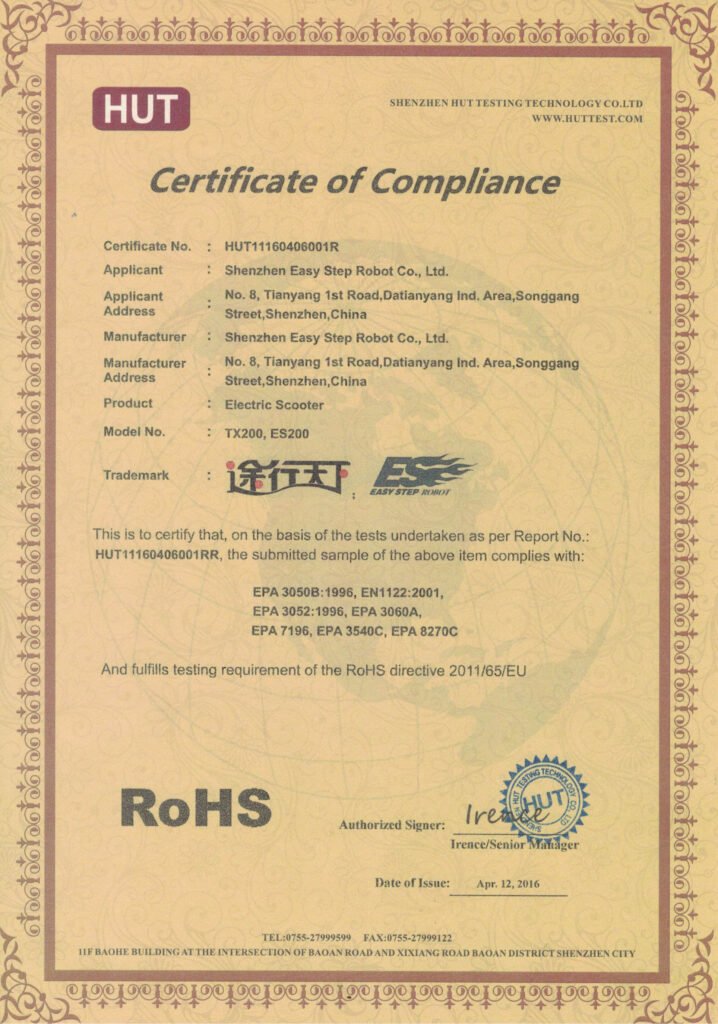 HUT
SHENZHEN HUT TESTING TECHNOLOGY CO.LTD
WWW.HUTTEST.COM
Certificate of Compliance
Certificate No. : HUT11160406001R
Applicant : Shenzhen Easy Step Robot Co., Ltd.
Applicant Address : No. 8, Tianyang 1st Road,Datianyang Ind. Area,Songgang
Street,Shenzhen,China
Manufacturer : Shenzhen Easy Step Robot Co., Ltd.
Manufacturer Address : No. 8, Tianyang 1st Road,Datianyang Ind. Area,Songgang
Street,Shenzhen,China
Product : Electric Scooter
Model No. : TX200, ES200
Trademark : 途行天下 ; ES
EASY STEP ROBOT
This is to certify that, on the basis of the tests undertaken as per Report No.:
HUT11160406001RR, the submitted sample of the above item complies with:
EPA 3050B:1996, EN1122:2001,
EPA 3052:1996, EPA 3060A,
EPA 7196, EPA 3540C, EPA 8270C
And fulfills testing requirement of the RoHS directive 2011/65/EU
RoHS
SHENZHEN HUT TESTING TECHNOLOGY CO., LTD
HUT
Authorized Signer: Irence
Irence/Senior Manager
Date of Issue: Apr. 12, 2016
TEL:0755-27999599 FAX:0755-27999122
11F BAOHE BUILDING AT THE INTERSECTION OF BAOAN ROAD AND XIXIANG ROAD BAOAN DISTRICT SHENZHEN CITY